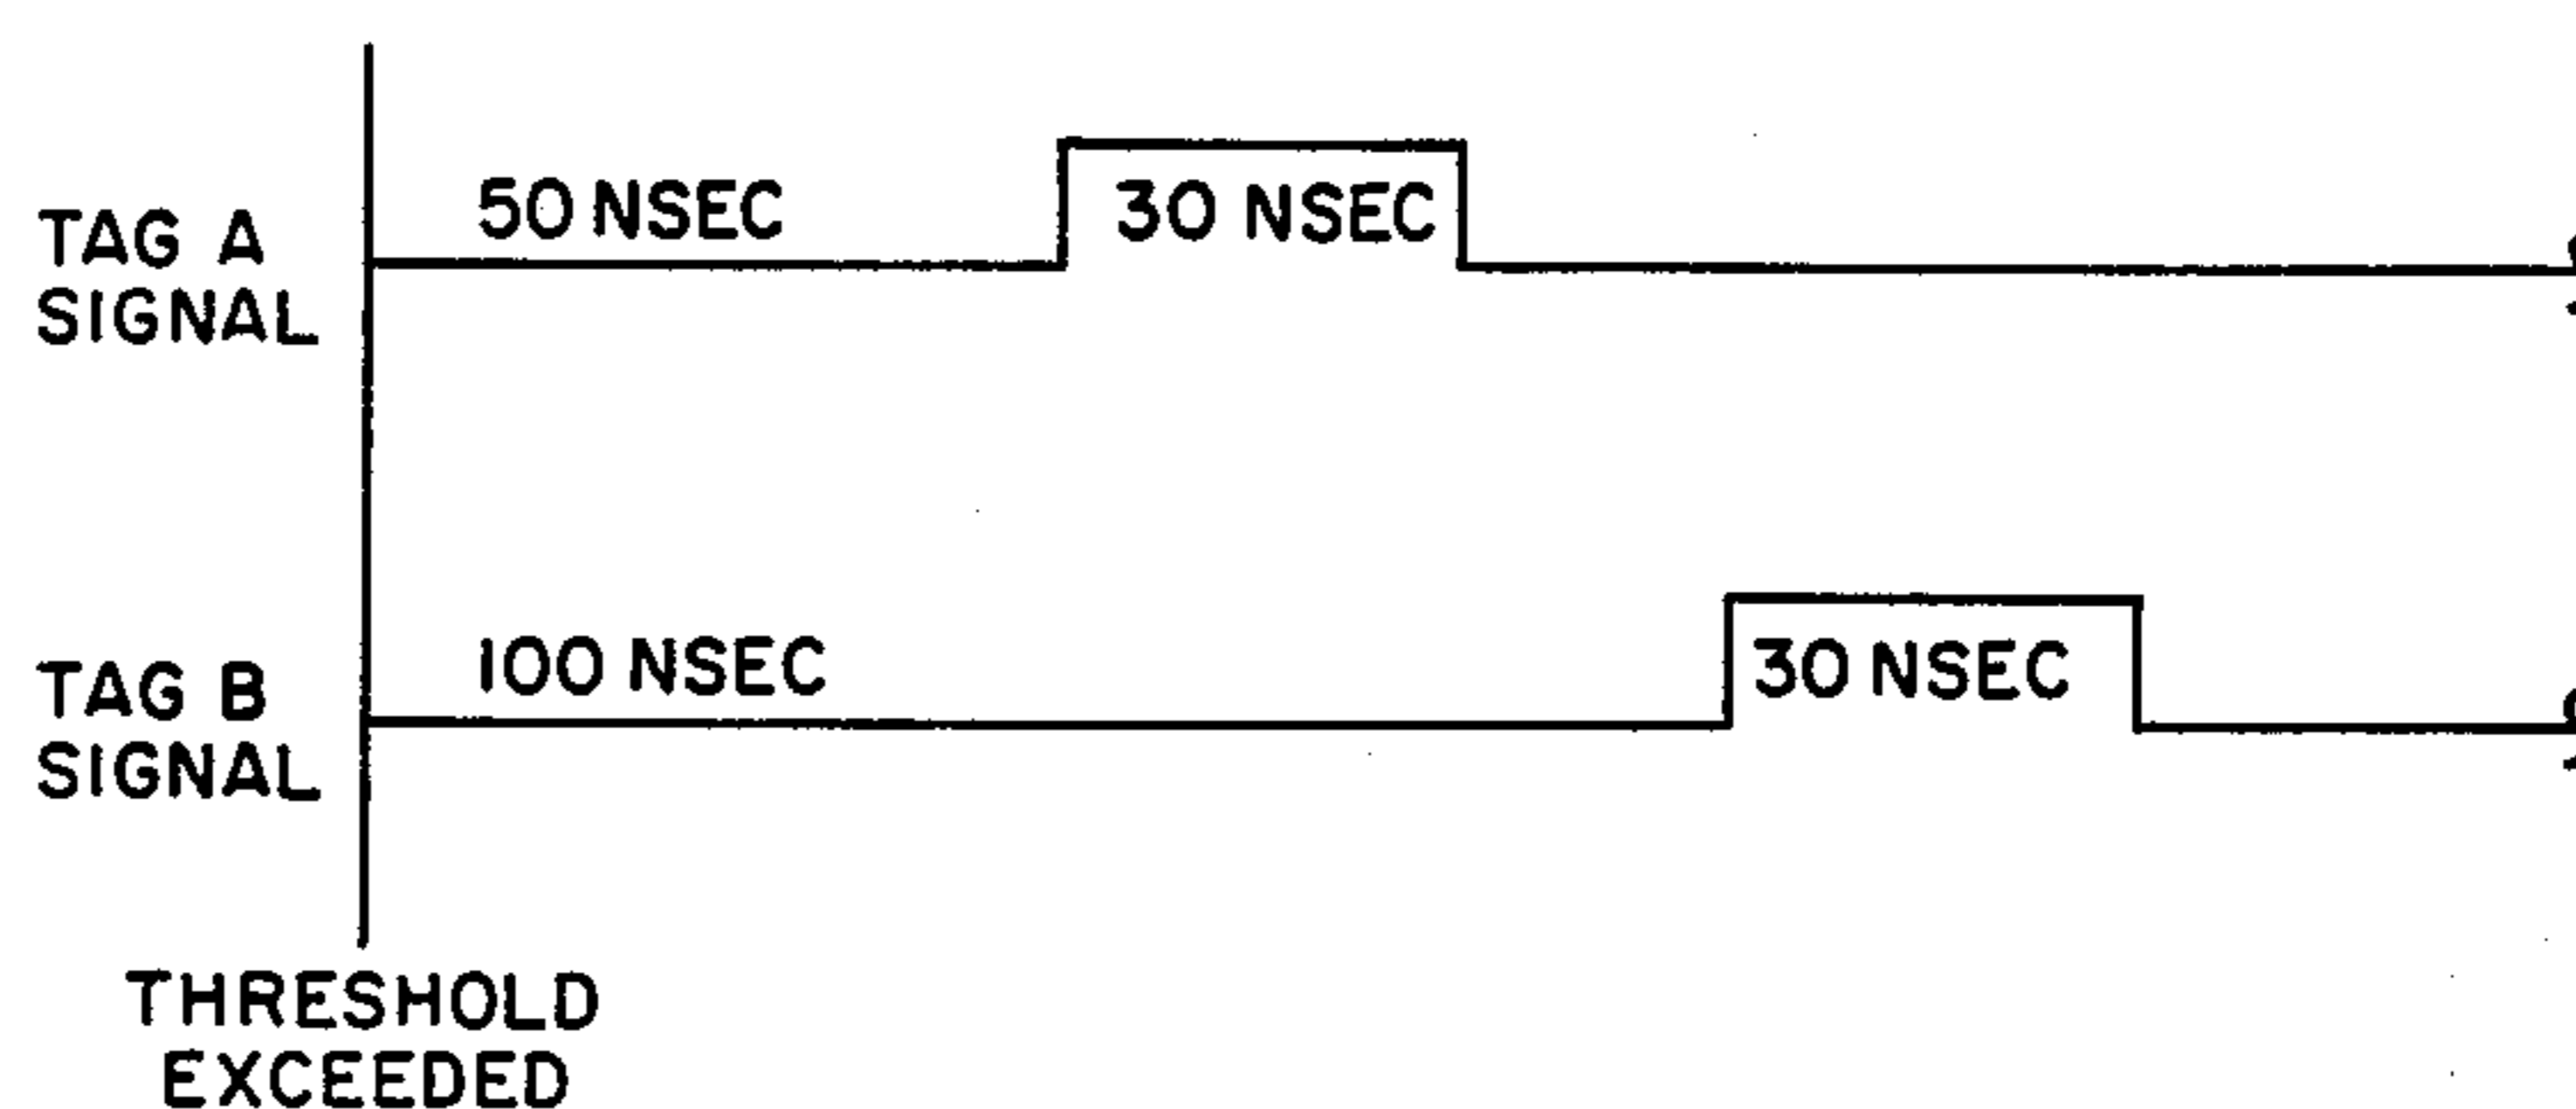 50 NSEC
30 NSEC
TAG A
SIGNAL
100 NSEC
30 NSEC
TAG B
SIGNAL
THRESHOLD
EXCEEDED